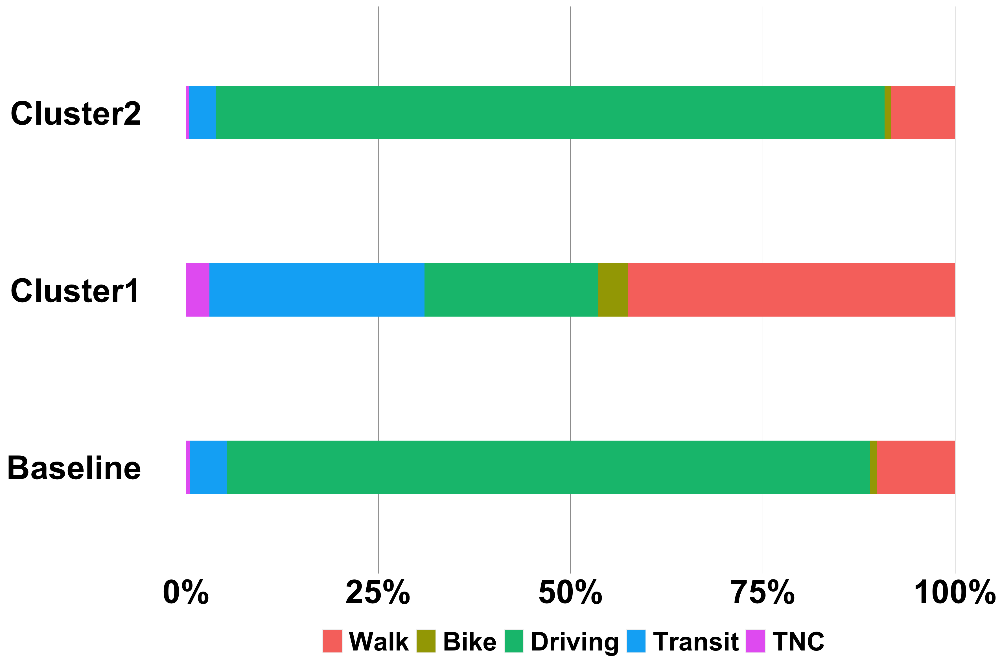 Cluster2
Cluster1
Baseline
0% 25% 50% 75% 100%
Walk Bike Driving Transit TNC